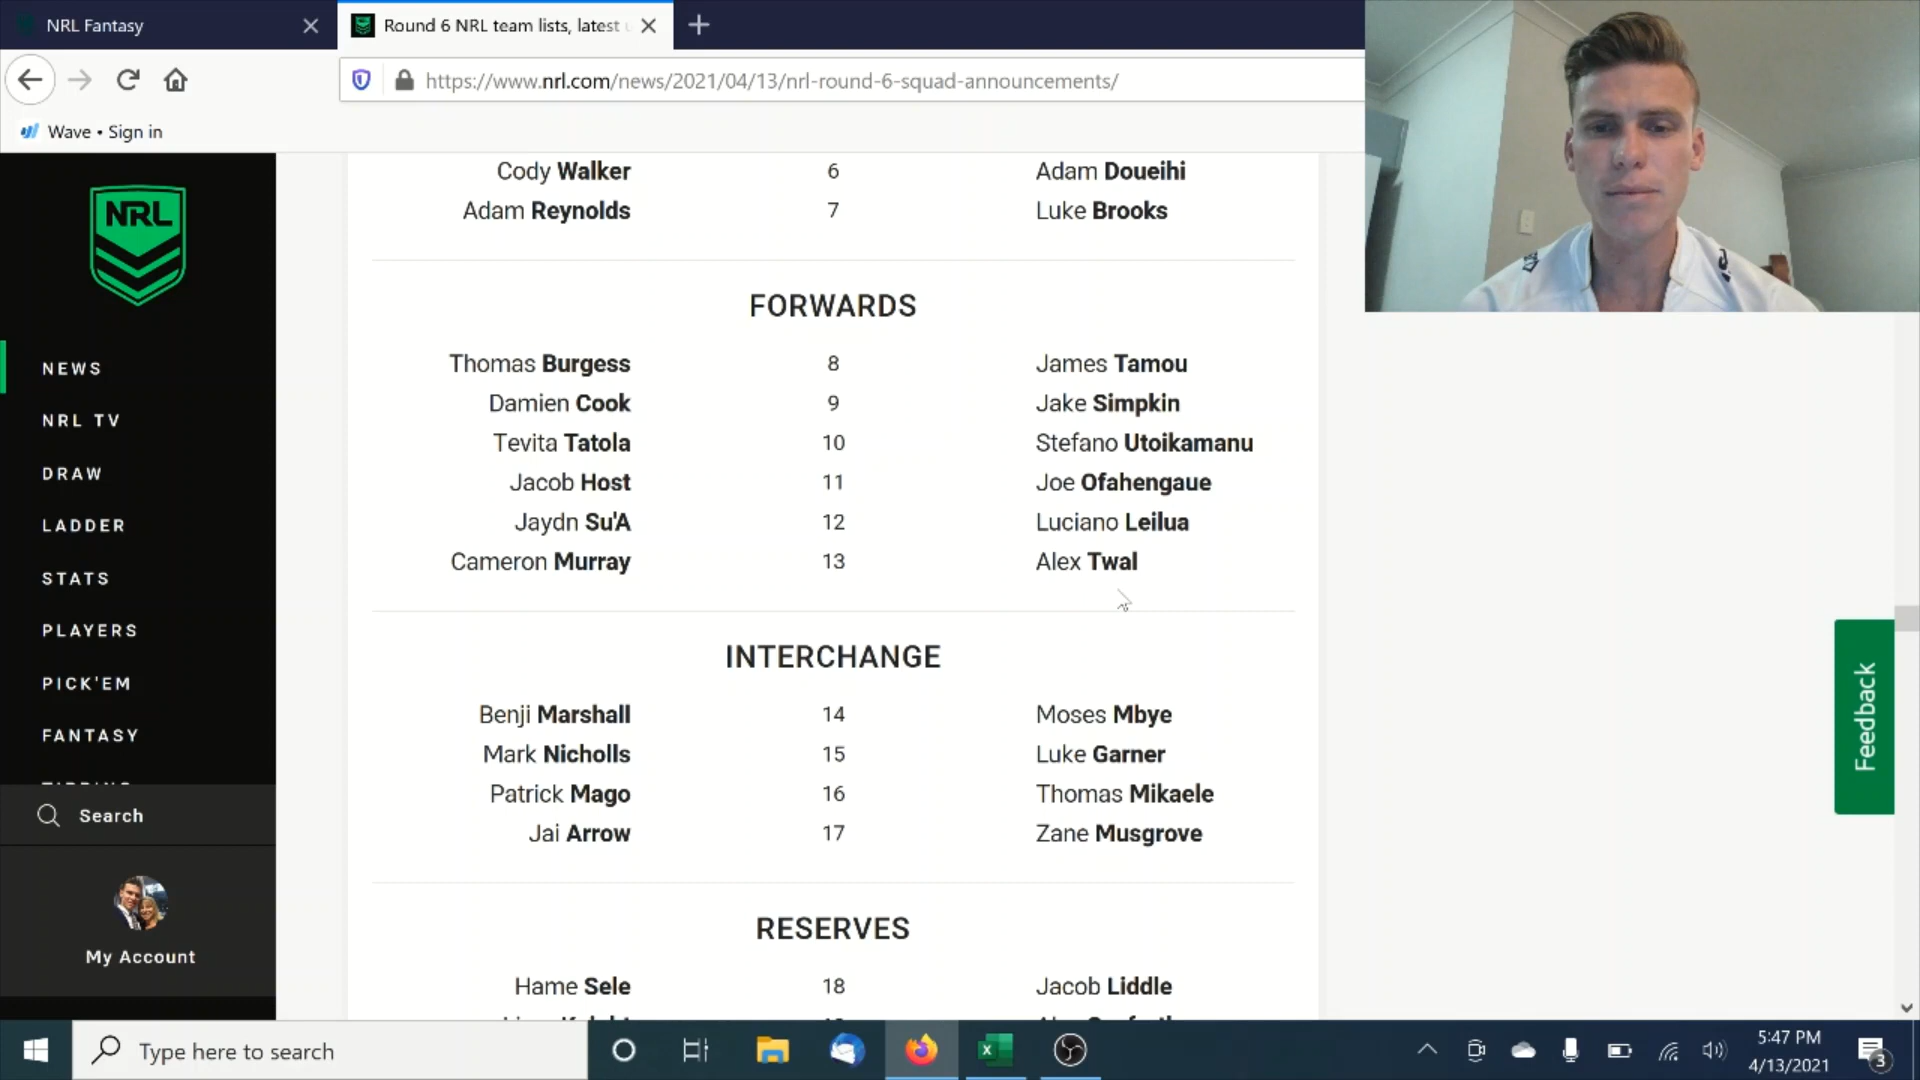 NRL Fantasy
Round 6 NRL team lists, latest
https://www.nrl.com/news/2021/04/13/nrl-round-6-squad-announcements/
Wave • Sign in
NRL
NEWS
NRL TV
DRAW
LADDER
STATS
PLAYERS
PICK'EM
FANTASY
Search
My Account
Cody Walker 6 Adam Doueihi
Adam Reynolds 7 Luke Brooks
FORWARDS
Thomas Burgess 8 James Tamou
Damien Cook 9 Jake Simpkin
Tevita Tatola 10 Stefano Utoikamanu
Jacob Host 11 Joe Ofahengaue
Jaydn Su'A 12 Luciano Leilua
Cameron Murray 13 Alex Twal
INTERCHANGE
Benji Marshall 14 Moses Mbye
Mark Nicholls 15 Luke Garner
Patrick Mago 16 Thomas Mikaele
Jai Arrow 17 Zane Musgrove
RESERVES
Hame Sele 18 Jacob Liddle
Feedback
Type here to search
5:47 PM
4/13/2021
3